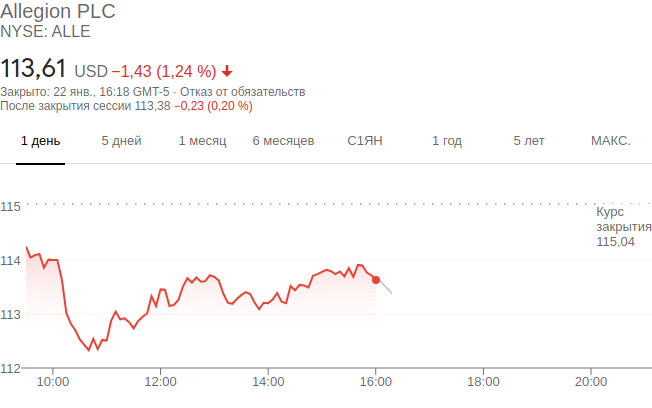 Allegion PLC
NYSE: ALLE
113,61 USD −1,43 (1,24 %)
Закрыто: 22 янв., 16:18 GMT-5 · Отказ от обязательств
После закрытия сессии 113,38 −0,23 (0,20 %)
1 день 5 дней 1 месяц 6 месяцев С1ЯН 1 год 5 лет МАКС.
115
Курс
закрытия
115,04
114
113
112
10:00 12:00 14:00 16:00 18:00 20:00